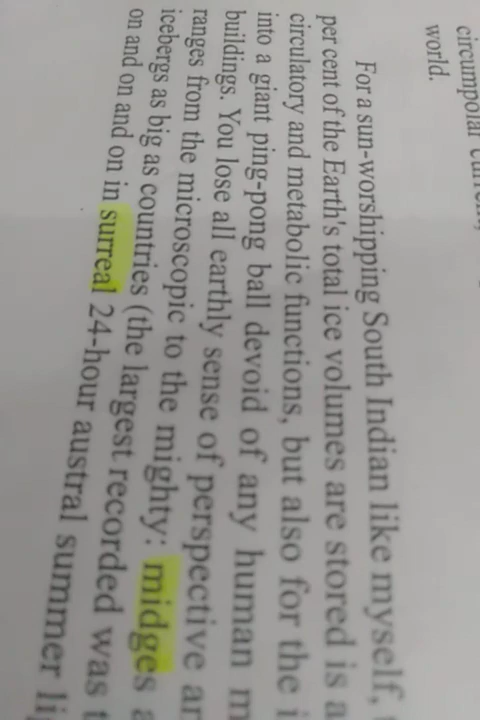 circumpolar
world.
For a sun-worshipping South Indian like myself,
per cent of the Earth's total ice volumes are stored is a
circulatory and metabolic functions, but also for the
into a giant ping-pong ball devoid of any human
buildings. You lose all earthly sense of perspective
ranges from the microscopic to the mighty: midges
icebergs as big as countries (the largest recorded was
on and on and on in surreal 24-hour austral summer